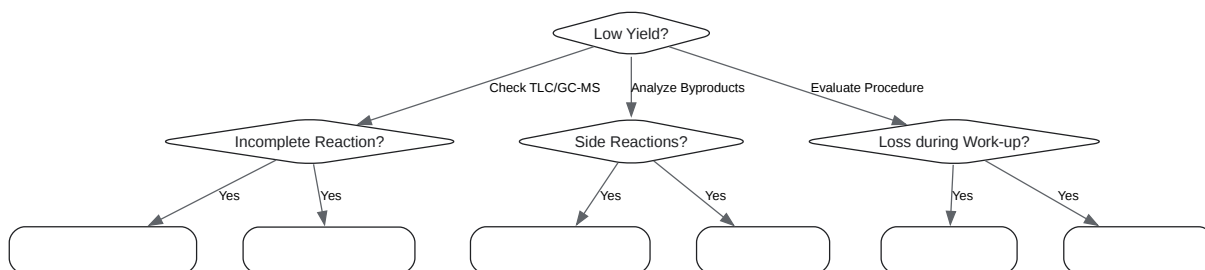 Low Yield?
Check TLC/GC-MS
Analyze Byproducts
Evaluate Procedure
Incomplete Reaction?
Side Reactions?
Loss during Work-up?
Yes
Yes
Yes
Yes
Yes
Yes